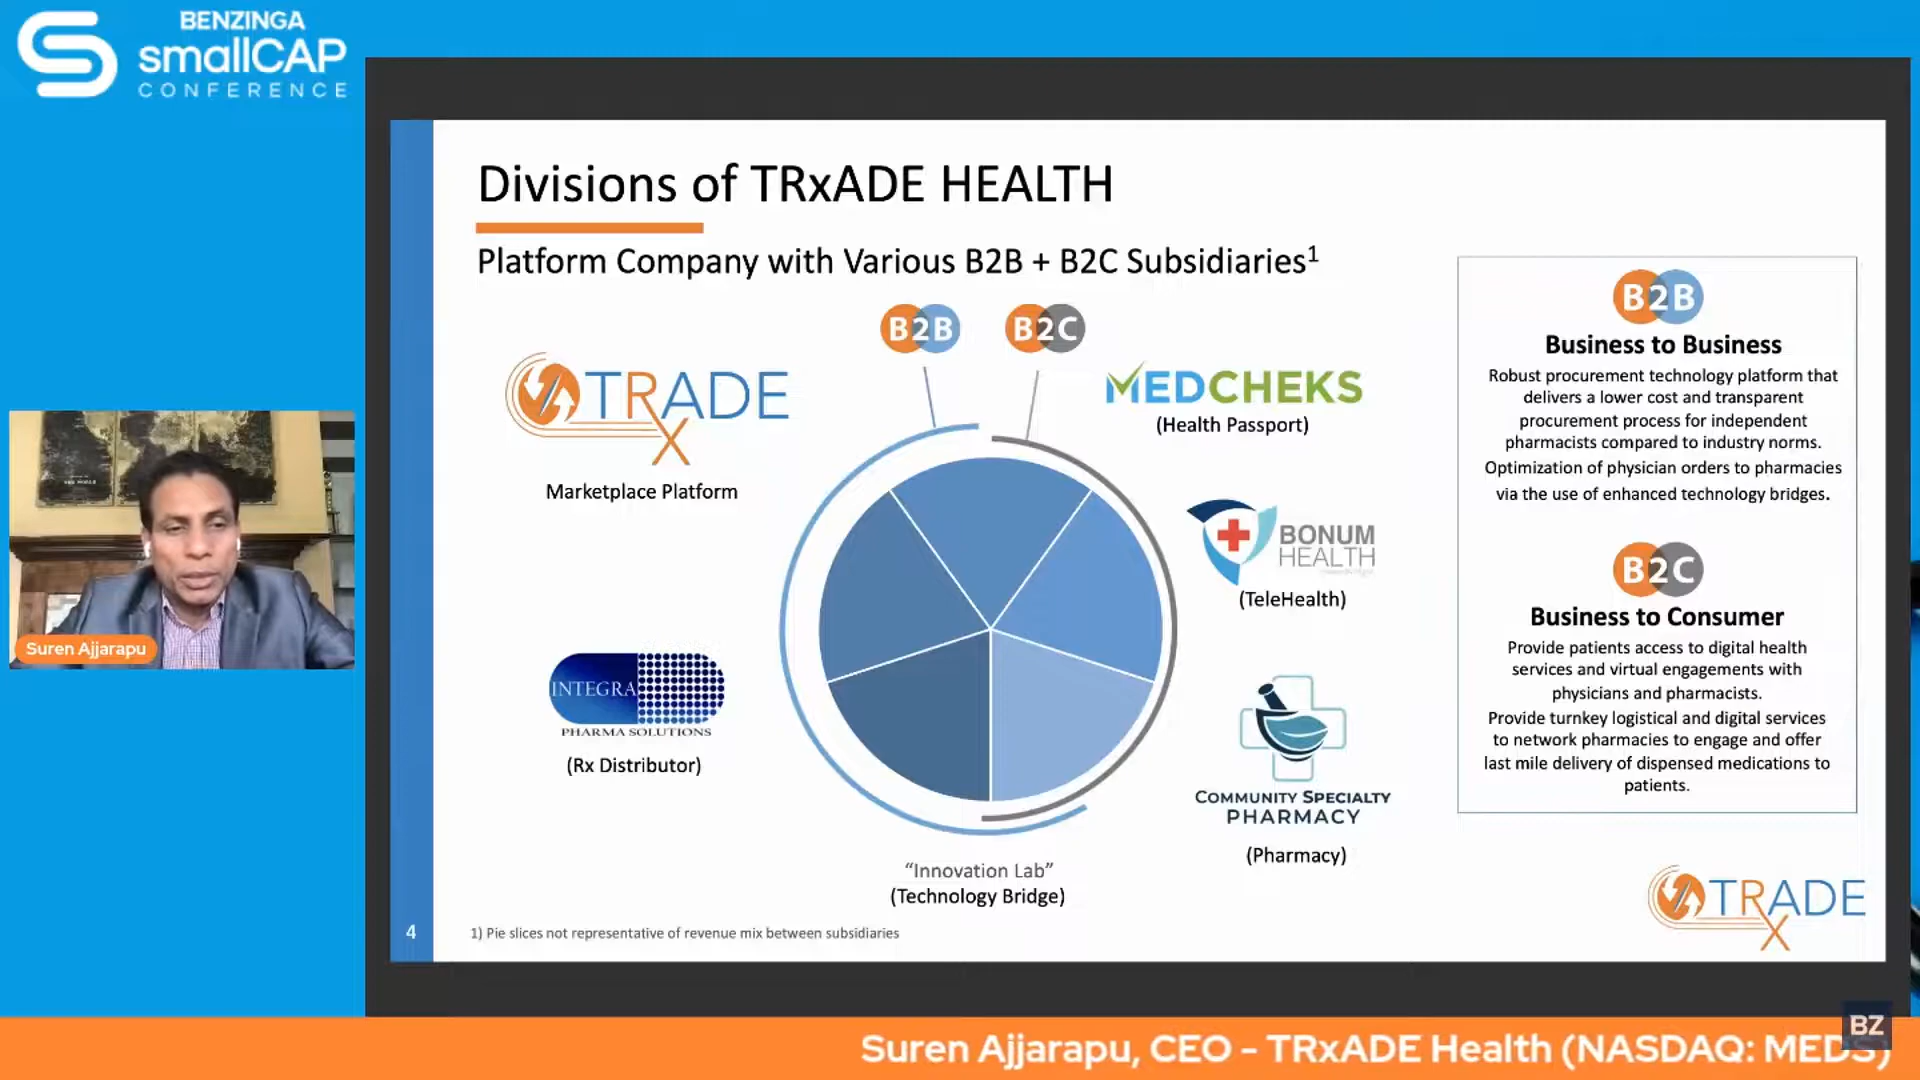 BENZINGA
smallCAP
CONFERENCE
Divisions of TRxADE HEALTH
Platform Company with Various B2B + B2C Subsidiaries1
B2B
B2C
TRADE
X
Marketplace Platform
MEDCHEKS
(Health Passport)
BONUM
HEALTH
(TeleHealth)
INTEGRA
PHARMA SOLUTIONS
(Rx Distributor)
COMMUNITY SPECIALTY
PHARMACY
(Pharmacy)
“Innovation Lab”
(Technology Bridge)
B2B
Business to Business
Robust procurement technology platform that
delivers a lower cost and transparent
procurement process for independent
pharmacists compared to industry norms.
Optimization of physician orders to pharmacies
via the use of enhanced technology bridges.
B2C
Business to Consumer
Provide patients access to digital health
services and virtual engagements with
physicians and pharmacists.
Provide turnkey logistical and digital services
to network pharmacies to engage and offer
last mile delivery of dispensed medications to
patients.
TRADE
X
4
1) Pie slices not representative of revenue mix between subsidiaries
Suren Ajjarapu
BZ
Suren Ajjarapu, CEO - TRxADE Health (NASDAQ: MEDS)